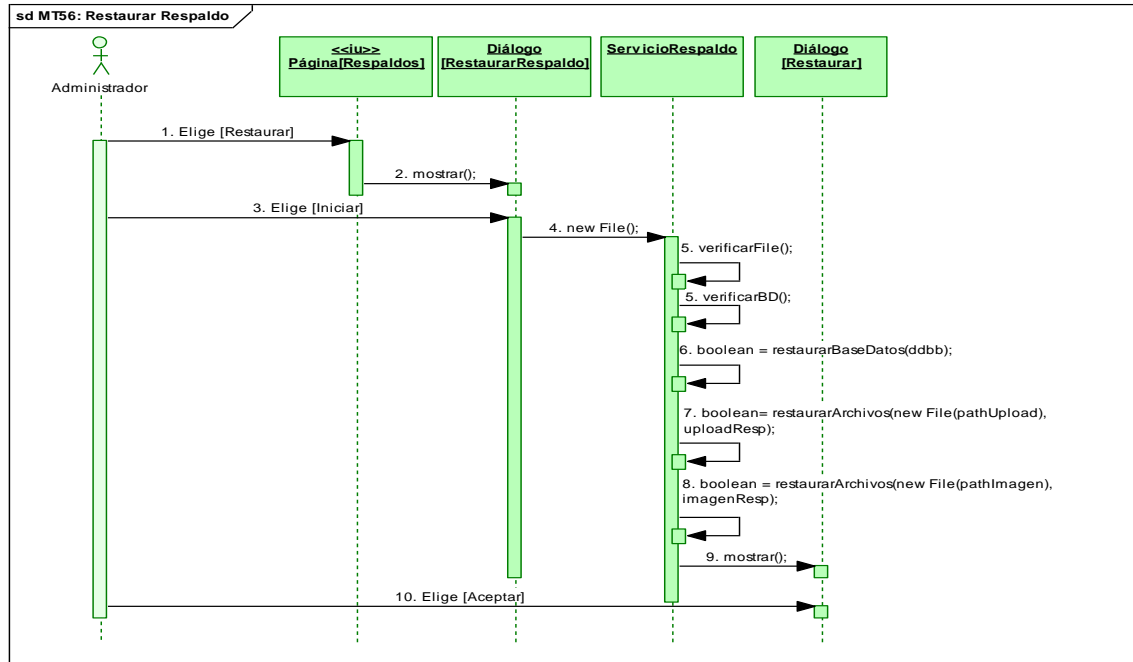 sd MT56: Restaurar Respaldo
<<iu>>
Página[Respaldos]
Diálogo
[RestaurarRespaldo]
ServicioRespaldo
Diálogo
[Restaurar]
Administrador
1. Elige [Restaurar]
2. mostrar();
3. Elige [Iniciar]
4. new File();
5. verificarFile();
5. verificarBD();
6. boolean = restaurarBaseDatos(ddbb);
7. boolean= restaurarArchivos(new File(pathUpload),
uploadResp);
8. boolean = restaurarArchivos(new File(pathImagen),
imagenResp);
9. mostrar();
10. Elige [Aceptar]